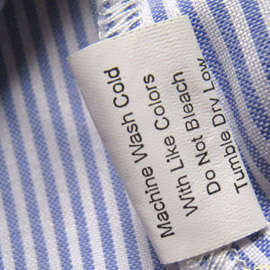 Machine Wash Cold
With Like Colors
Do Not Bleach
Tumble Dry Low